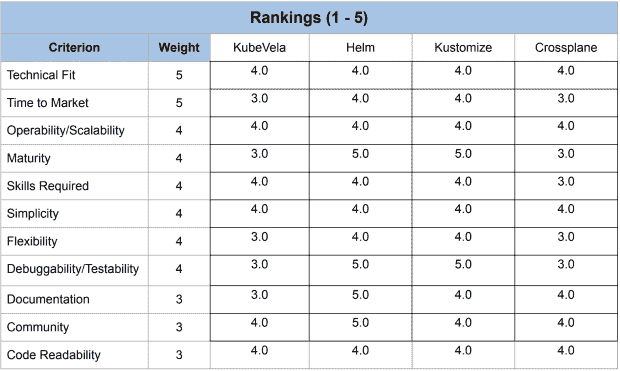 Rankings (1 - 5)
Criterion Weight KubeVela Helm Kustomize Crossplane
Technical Fit 5 4.0 4.0 4.0 4.0
Time to Market 5 3.0 4.0 4.0 3.0
Operability/Scalability 4 4.0 4.0 4.0 4.0
Maturity 4 3.0 5.0 5.0 3.0
Skills Required 4 4.0 4.0 4.0 3.0
Simplicity 4 4.0 4.0 4.0 4.0
Flexibility 4 3.0 4.0 4.0 3.0
Debuggability/Testability 4 3.0 5.0 5.0 3.0
Documentation 3 3.0 5.0 4.0 4.0
Community 3 4.0 5.0 4.0 4.0
Code Readability 3 4.0 4.0 4.0 4.0